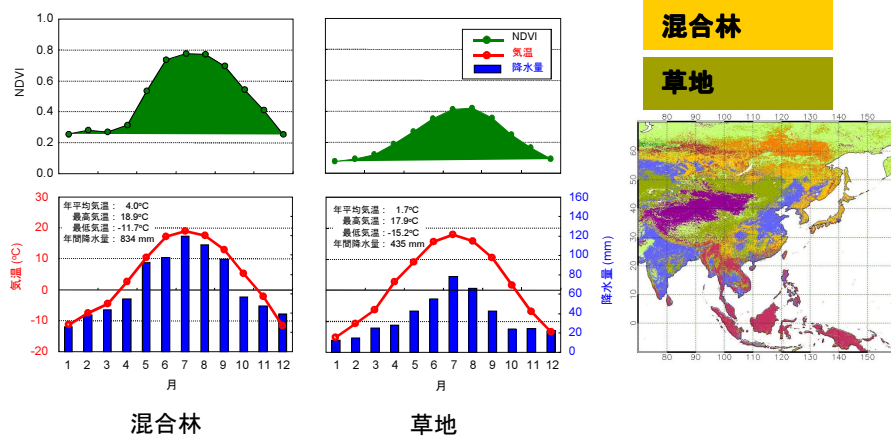 1.0
0.8
0.6
0.4
0.2
0.0
NDVI
NDVI
気温
降水量
混合林
草地
30
20
10
0
-10
-20
気温 (℃)
年平均気温： 4.0℃
最高気温： 18.9℃
最低気温： -11.7℃
年間降水量： 834 mm
1 2 3 4 5 6 7 8 9 10 11 12
月
混合林
年平均気温： 1.7℃
最高気温： 17.9℃
最低気温： -15.2℃
年間降水量： 435 mm
160
140
120
100
80
60
40
20
0
降水量 (mm)
1 2 3 4 5 6 7 8 9 10 11 12
月
草地
80 90 100 110 120 130 140 150
60
50
40
30
20
10
0
80 90 100 110 120 130 140 150